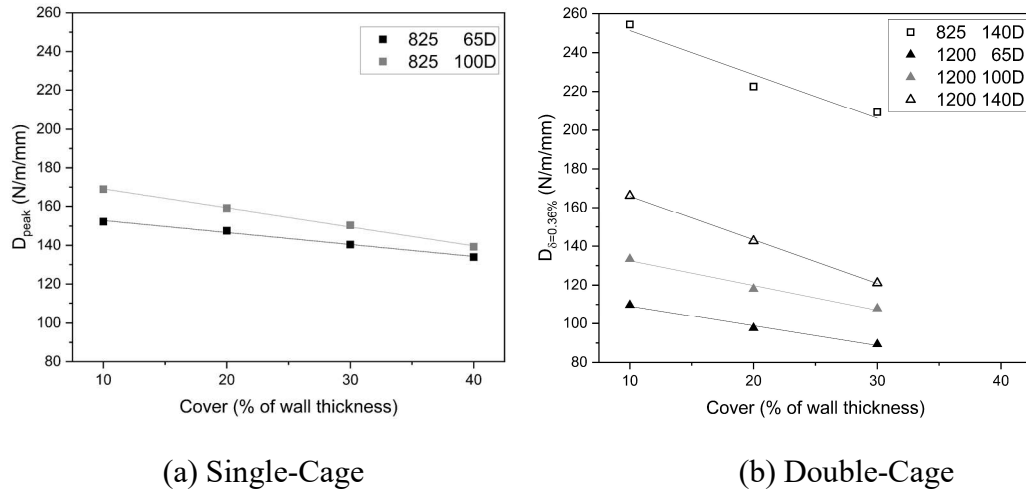 260
240
220
200
180
160
140
120
100
80
D_peak (N/m/mm)
825 65D
825 100D
10 20 30 40
Cover (% of wall thickness)
(a) Single-Cage
260
240
220
200
180
160
140
120
100
80
D_δ=0.36% (N/m/mm)
825 140D
1200 65D
1200 100D
1200 140D
10 20 30 40
Cover (% of wall thickness)
(b) Double-Cage